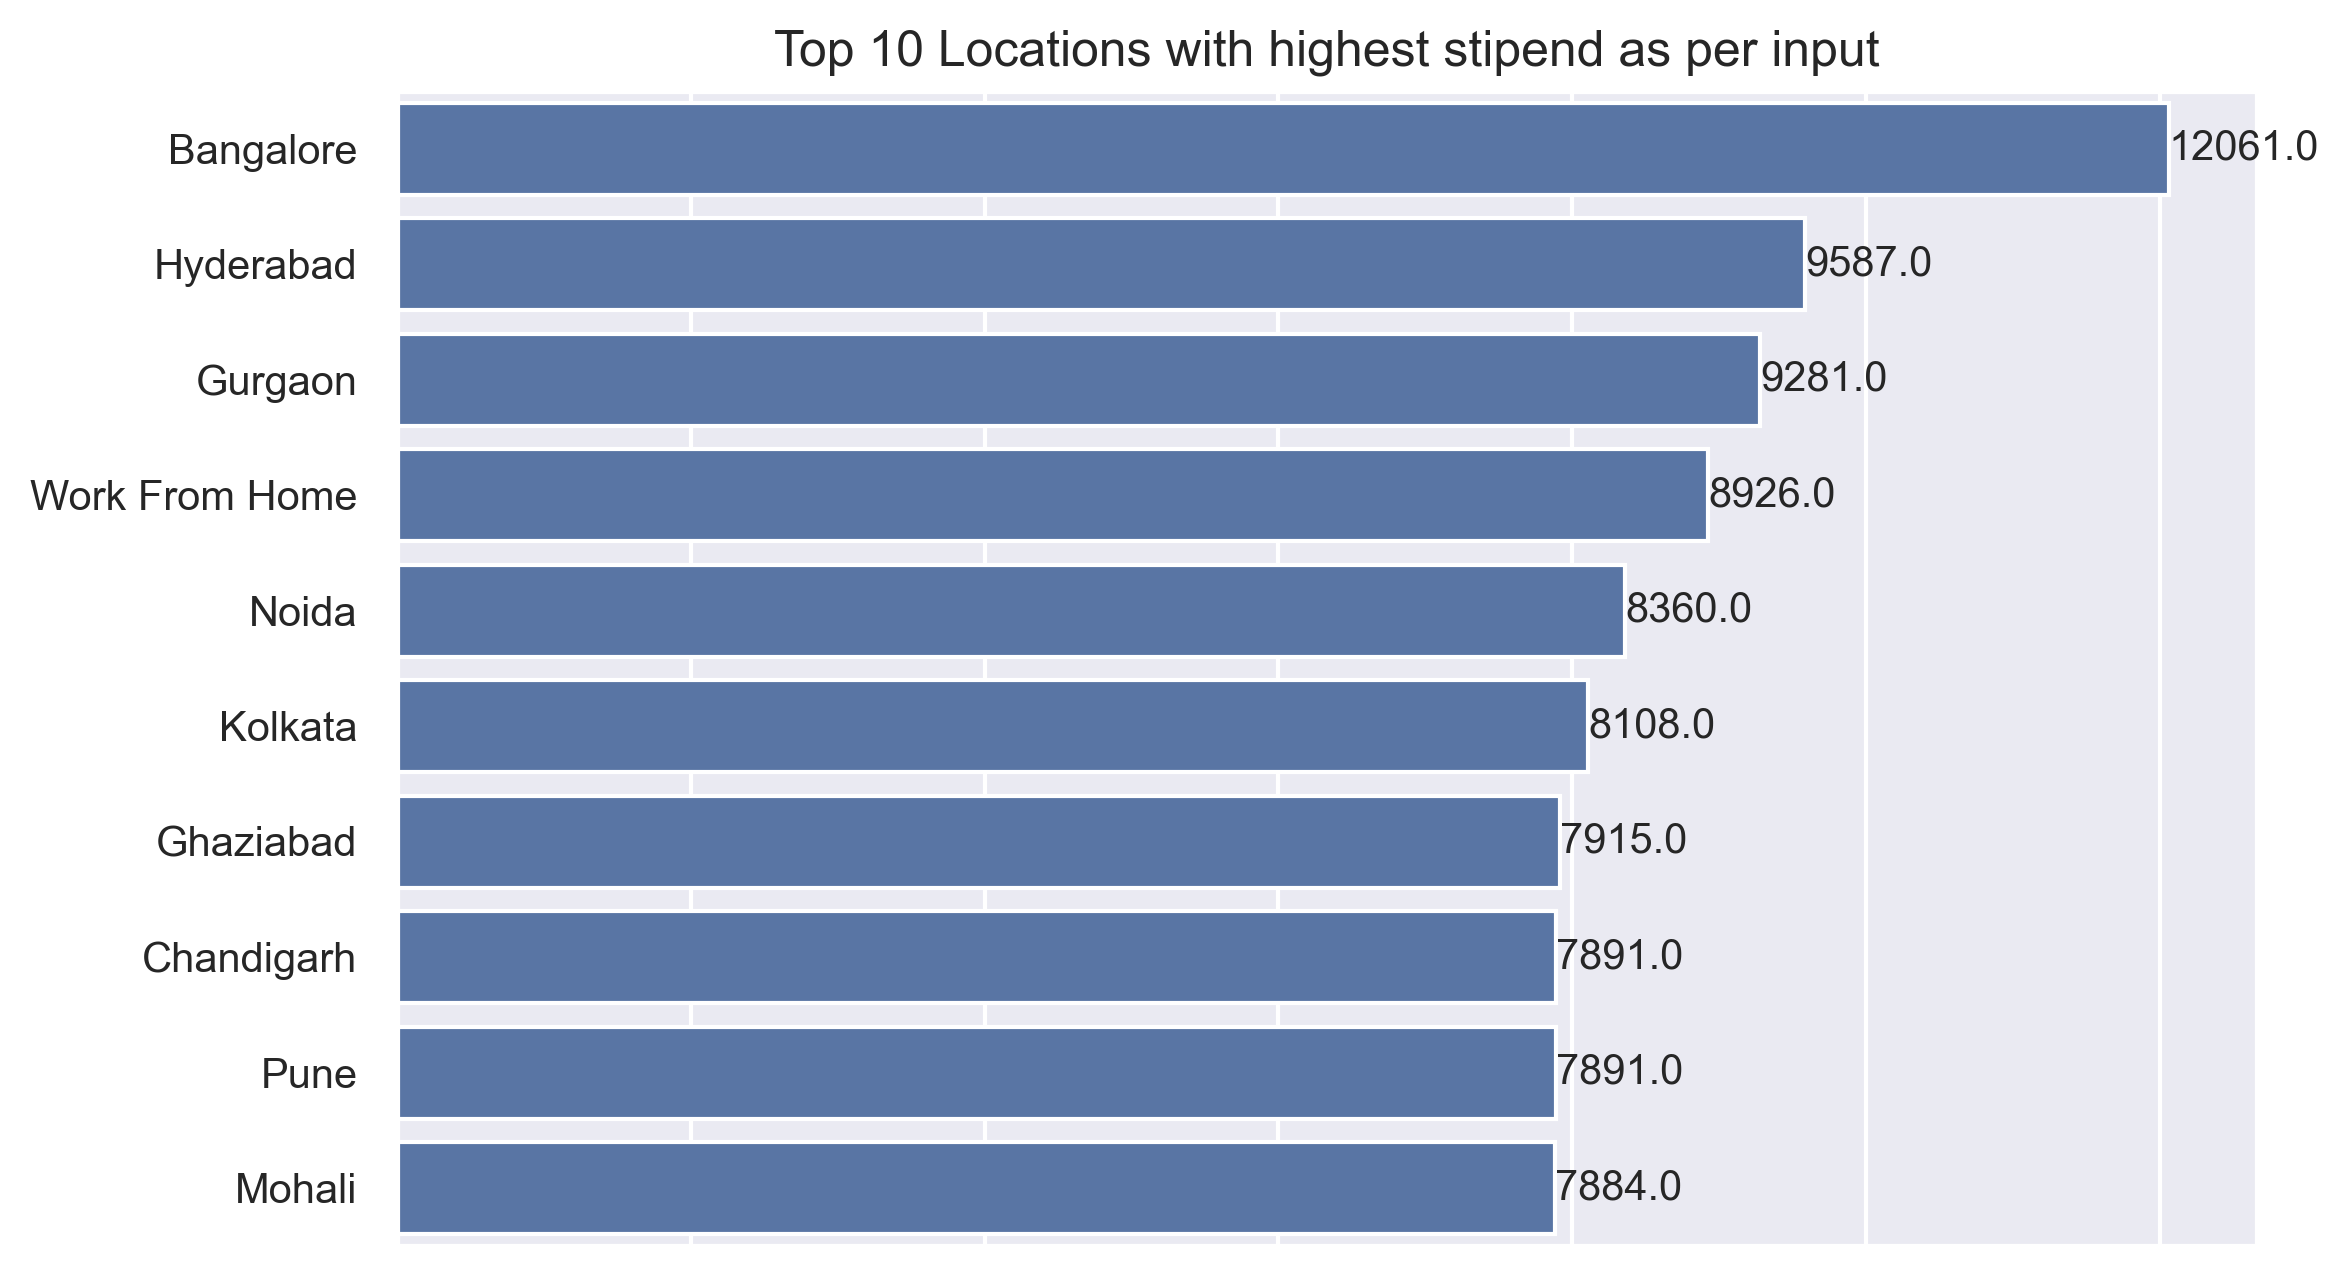 Top 10 Locations with highest stipend as per input
Bangalore 12061.0
Hyderabad 9587.0
Gurgaon 9281.0
Work From Home 8926.0
Noida 8360.0
Kolkata 8108.0
Ghaziabad 7915.0
Chandigarh 7891.0
Pune 7891.0
Mohali 7884.0